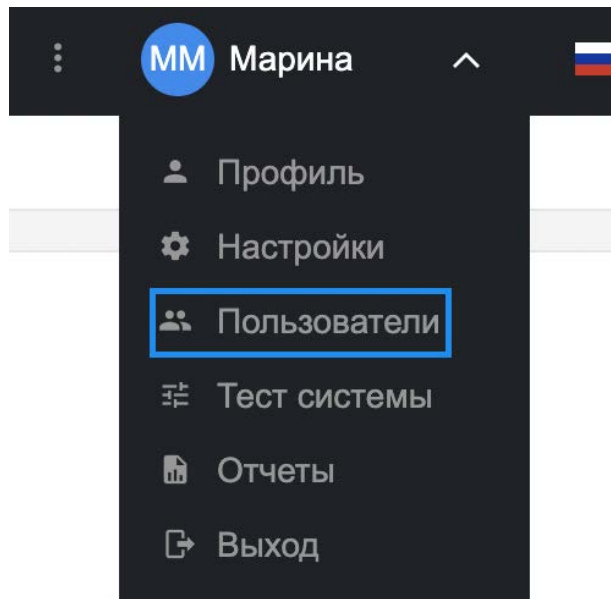 ММ Марина
Профиль
Настройки
Пользователи
Тест системы
Отчеты
Выход